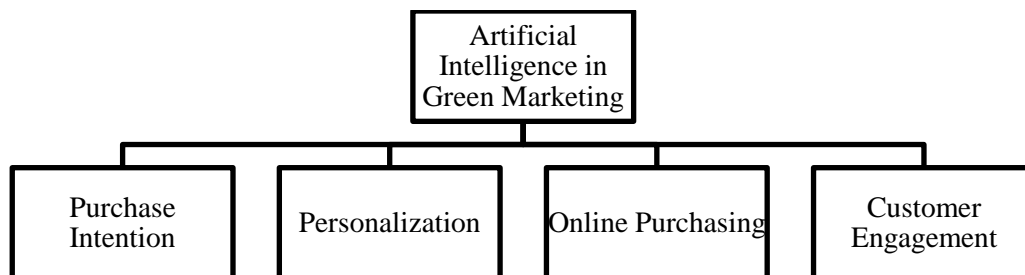 Artificial
Intelligence in
Green Marketing
Purchase
Intention
Personalization
Online Purchasing
Customer
Engagement